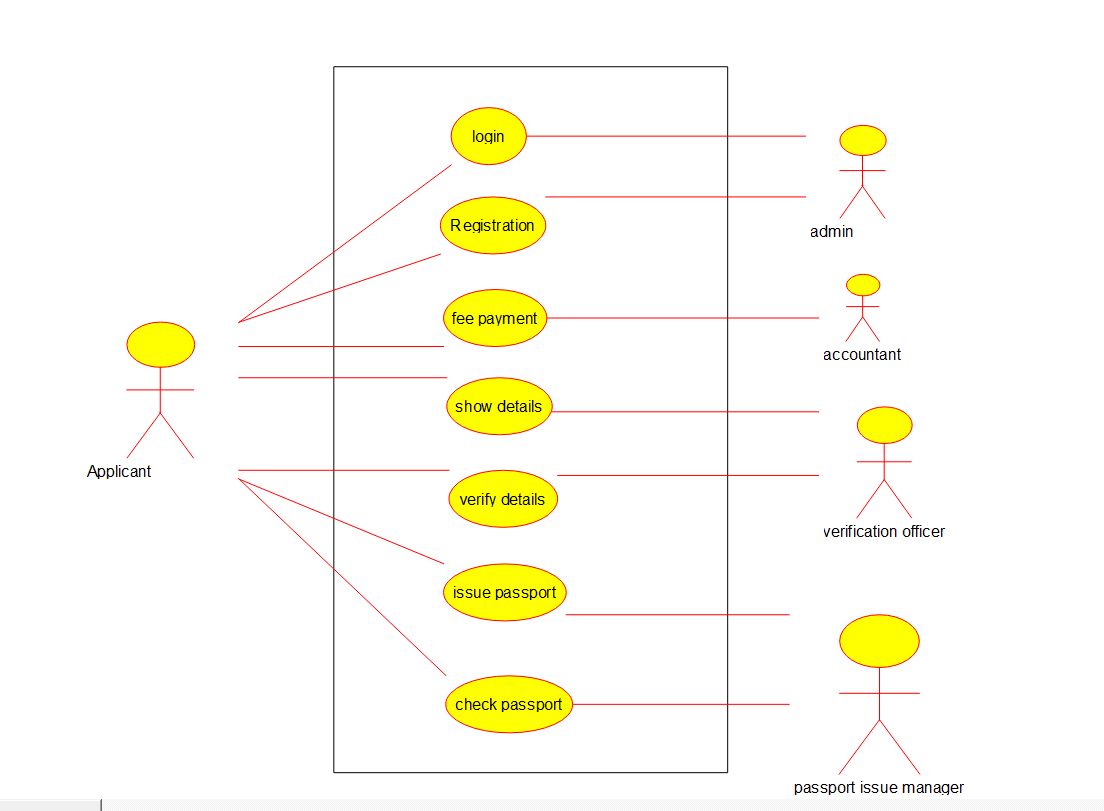 login
admin
Registration
fee payment
accountant
show details
Applicant
verify details
verification officer
issue passport
check passport
passport issue manager